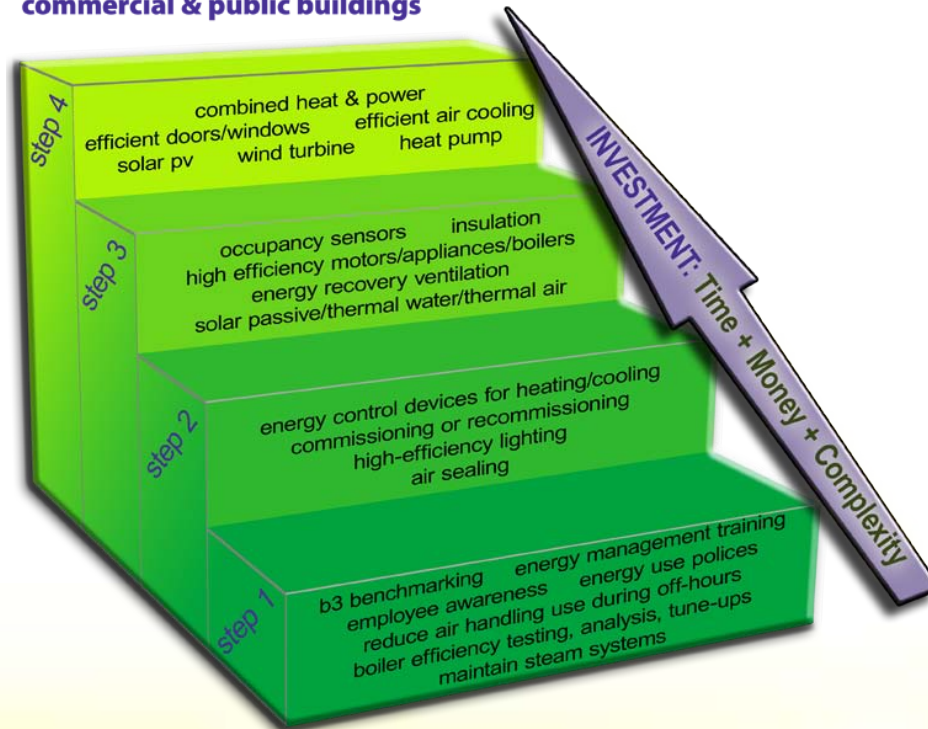 commercial & public buildings
step 4
combined heat & power
efficient doors/windows efficient air cooling
solar pv wind turbine heat pump
step 3
occupancy sensors insulation
high efficiency motors/appliances/boilers
energy recovery ventilation
solar passive/thermal water/thermal air
step 2
energy control devices for heating/cooling
commissioning or recommissioning
high-efficiency lighting
air sealing
step 1
b3 benchmarking energy management training
employee awareness energy use polices
reduce air handling use during off-hours
boiler efficiency testing, analysis, tune-ups
maintain steam systems
INVESTMENT: Time + Money + Complexity